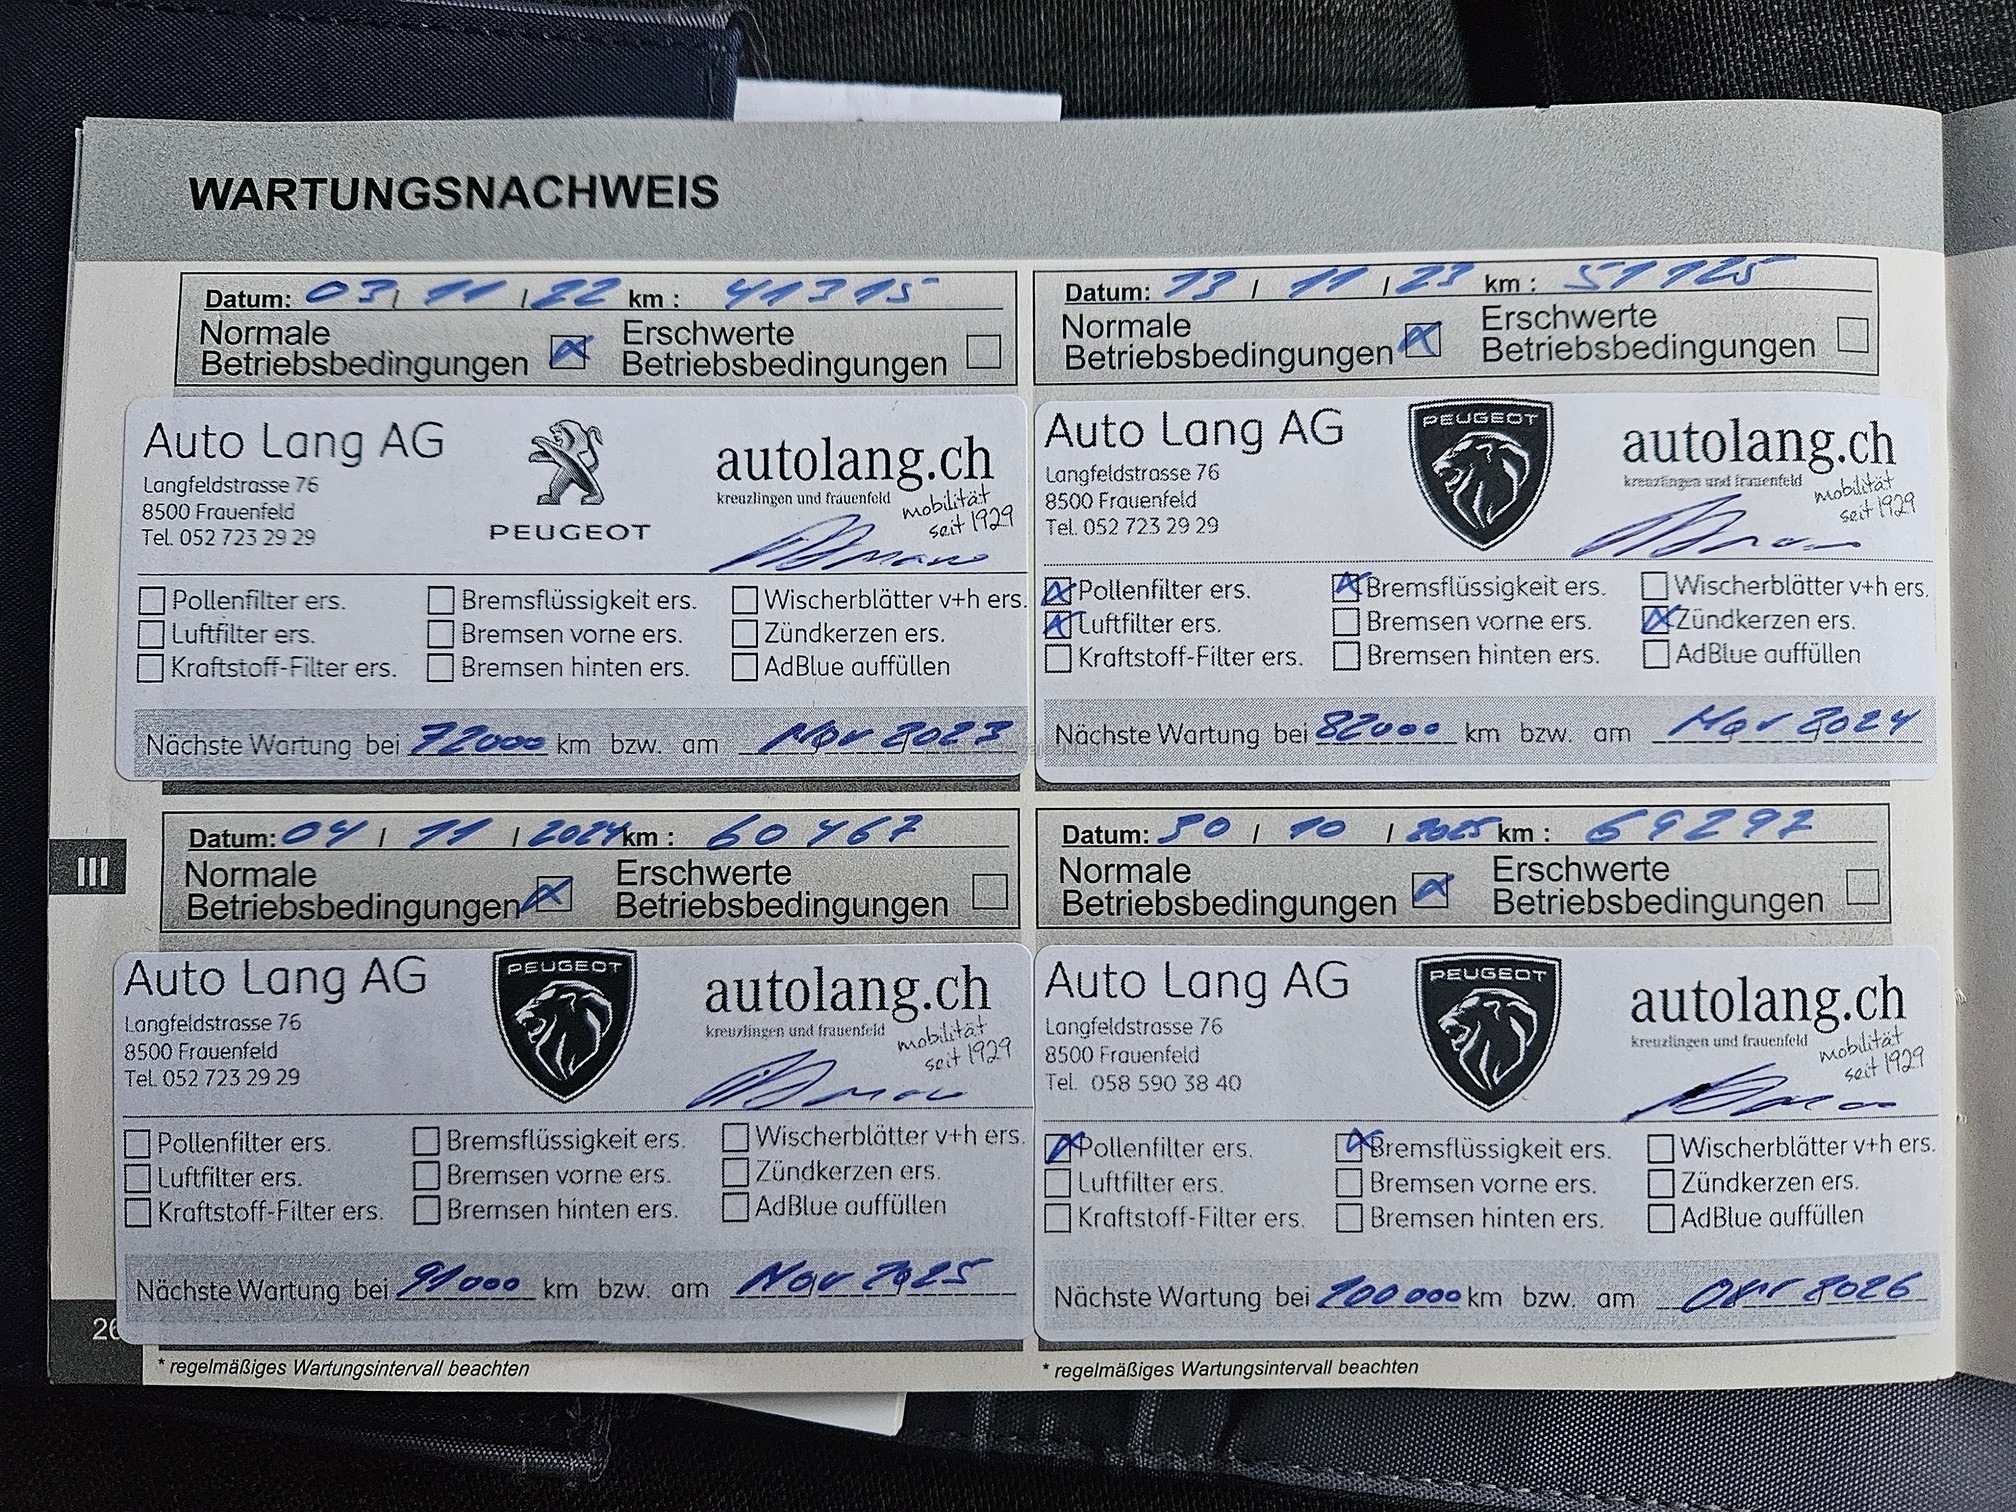 WARTUNGSNACHWEIS
Datum: 03 / 11 / 22 km : 41315
Normale Betriebsbedingungen
Erschwerte Betriebsbedingungen
Auto Lang AG
Langfeldstrasse 76
8500 Frauenfeld
Tel. 052 723 29 29
PEUGEOT
autolang.ch
kreuzlingen und frauenfeld
mobilität
seit 1929
Pollenfilter ers. Bremsflüssigkeit ers. Wischerblätter v+h ers.
Luftfilter ers. Bremsen vorne ers. Zündkerzen ers.
Kraftstoff-Filter ers. Bremsen hinten ers. AdBlue auffüllen
Nächste Wartung bei 72000 km bzw. am Nov 2023
Datum: 13 / 11 / 23 km : 51125
Normale Betriebsbedingungen
Erschwerte Betriebsbedingungen
Auto Lang AG
Langfeldstrasse 76
8500 Frauenfeld
Tel. 052 723 29 29
PEUGEOT
autolang.ch
kreuzlingen und frauenfeld
mobilität
seit 1929
Pollenfilter ers. Bremsflüssigkeit ers. Wischerblätter v+h ers.
Luftfilter ers. Bremsen vorne ers. Zündkerzen ers.
Kraftstoff-Filter ers. Bremsen hinten ers. AdBlue auffüllen
Nächste Wartung bei 82000 km bzw. am Nov 2024
III
Datum: 04 / 11 / 2024 km : 60467
Normale Betriebsbedingungen
Erschwerte Betriebsbedingungen
Auto Lang AG
Langfeldstrasse 76
8500 Frauenfeld
Tel. 052 723 29 29
PEUGEOT
autolang.ch
kreuzlingen und frauenfeld
mobilität
seit 1929
Pollenfilter ers. Bremsflüssigkeit ers. Wischerblätter v+h ers.
Luftfilter ers. Bremsen vorne ers. Zündkerzen ers.
Kraftstoff-Filter ers. Bremsen hinten ers. AdBlue auffüllen
Nächste Wartung bei 91000 km bzw. am Nov 2025
26
* regelmäßiges Wartungsintervall beachten
Datum: 30 / 10 / 2025 km : 69297
Normale Betriebsbedingungen
Erschwerte Betriebsbedingungen
Auto Lang AG
Langfeldstrasse 76
8500 Frauenfeld
Tel. 058 590 38 40
PEUGEOT
autolang.ch
kreuzlingen und frauenfeld
mobilität
seit 1929
Pollenfilter ers. Bremsflüssigkeit ers. Wischerblätter v+h ers.
Luftfilter ers. Bremsen vorne ers. Zündkerzen ers.
Kraftstoff-Filter ers. Bremsen hinten ers. AdBlue auffüllen
Nächste Wartung bei 100000 km bzw. am Okt 2026
* regelmäßiges Wartungsintervall beachten